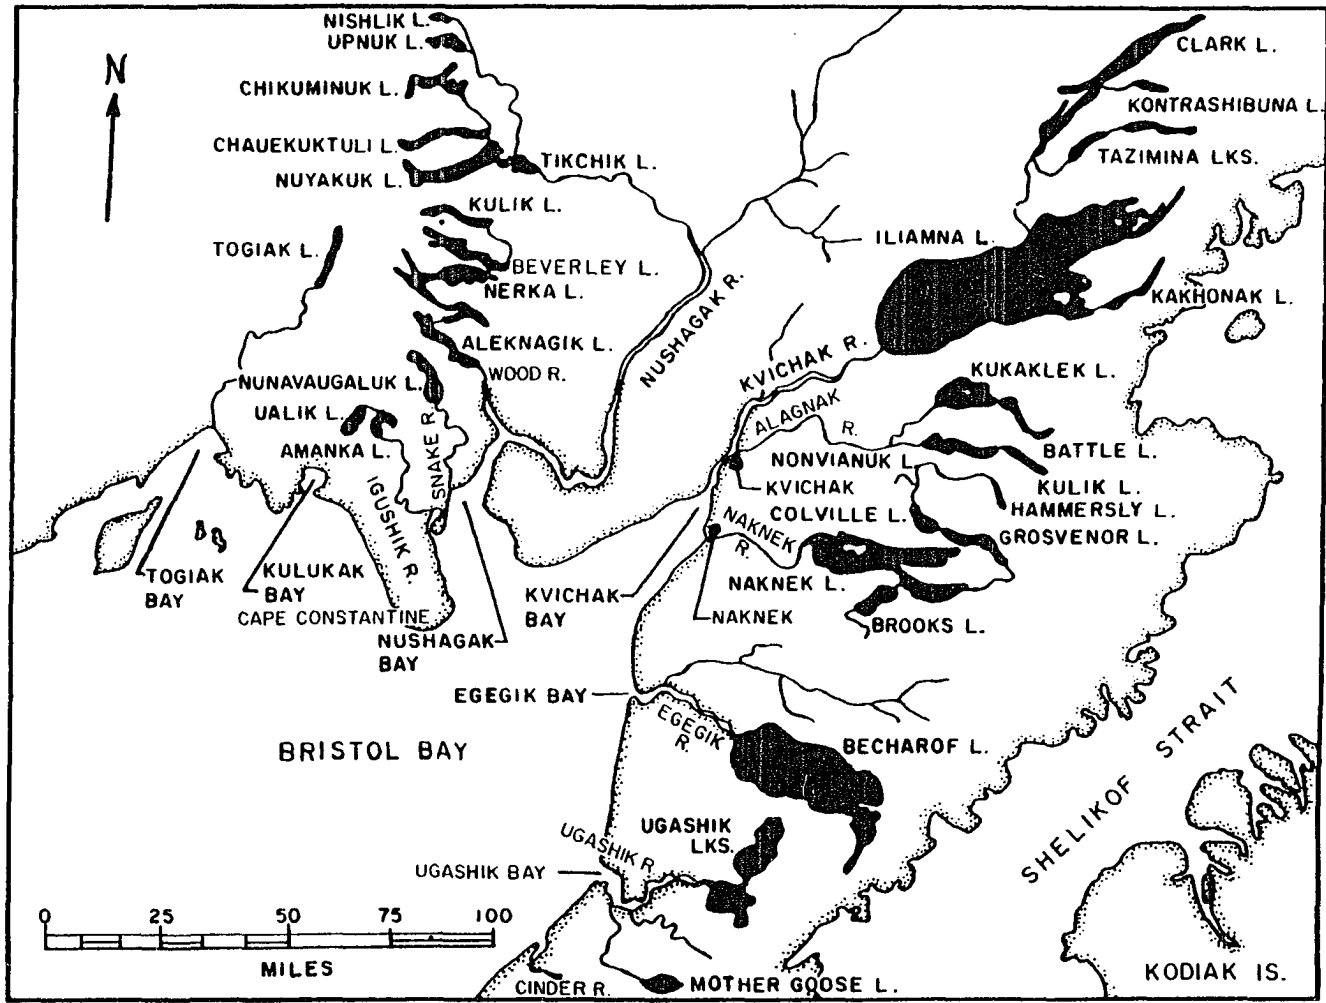 NISHLIK L.
UPNUK L.
CLARK L.
N
CHIKUMINUK L.
KONTRASHIBUNA L.
CHAUEKUKTULI L.
TIKCHIK L.
TAZIMINA LKS.
NUYAKUK L.
KULIK L.
TOGIAK L.
ILIAMNA L.
BEVERLEY L.
NERKA L.
KAKHONAK L.
NUSHAGAK R.
ALEKNAGIK L.
KVICHAK R.
WOOD R.
KUKAKLEK L.
NUNAVAUGALUK L.
UALIK L.
ALAGNAK
R.
AMANKA L.
SNAKE R.
BATTLE L.
NONVIANUK L.
KVICHAK
KULIK L.
IGUSHIK R.
HAMMERSLY L.
COLVILLE L.
NAKNEK
R.
GROSVENOR L.
TOGIAK
BAY
KULUKAK
BAY
NAKNEK L.
KVICHAK
BAY
CAPE CONSTANTINE
NAKNEK
BROOKS L.
NUSHAGAK
BAY
EGEGIK BAY
EGEGIK
R.
BRISTOL BAY
BECHAROF L.
SHELIKOF STRAIT
UGASHIK
LKS.
UGASHIK R.
UGASHIK BAY
0 25 50 75 100
MILES
CINDER R.
MOTHER GOOSE L.
KODIAK IS.